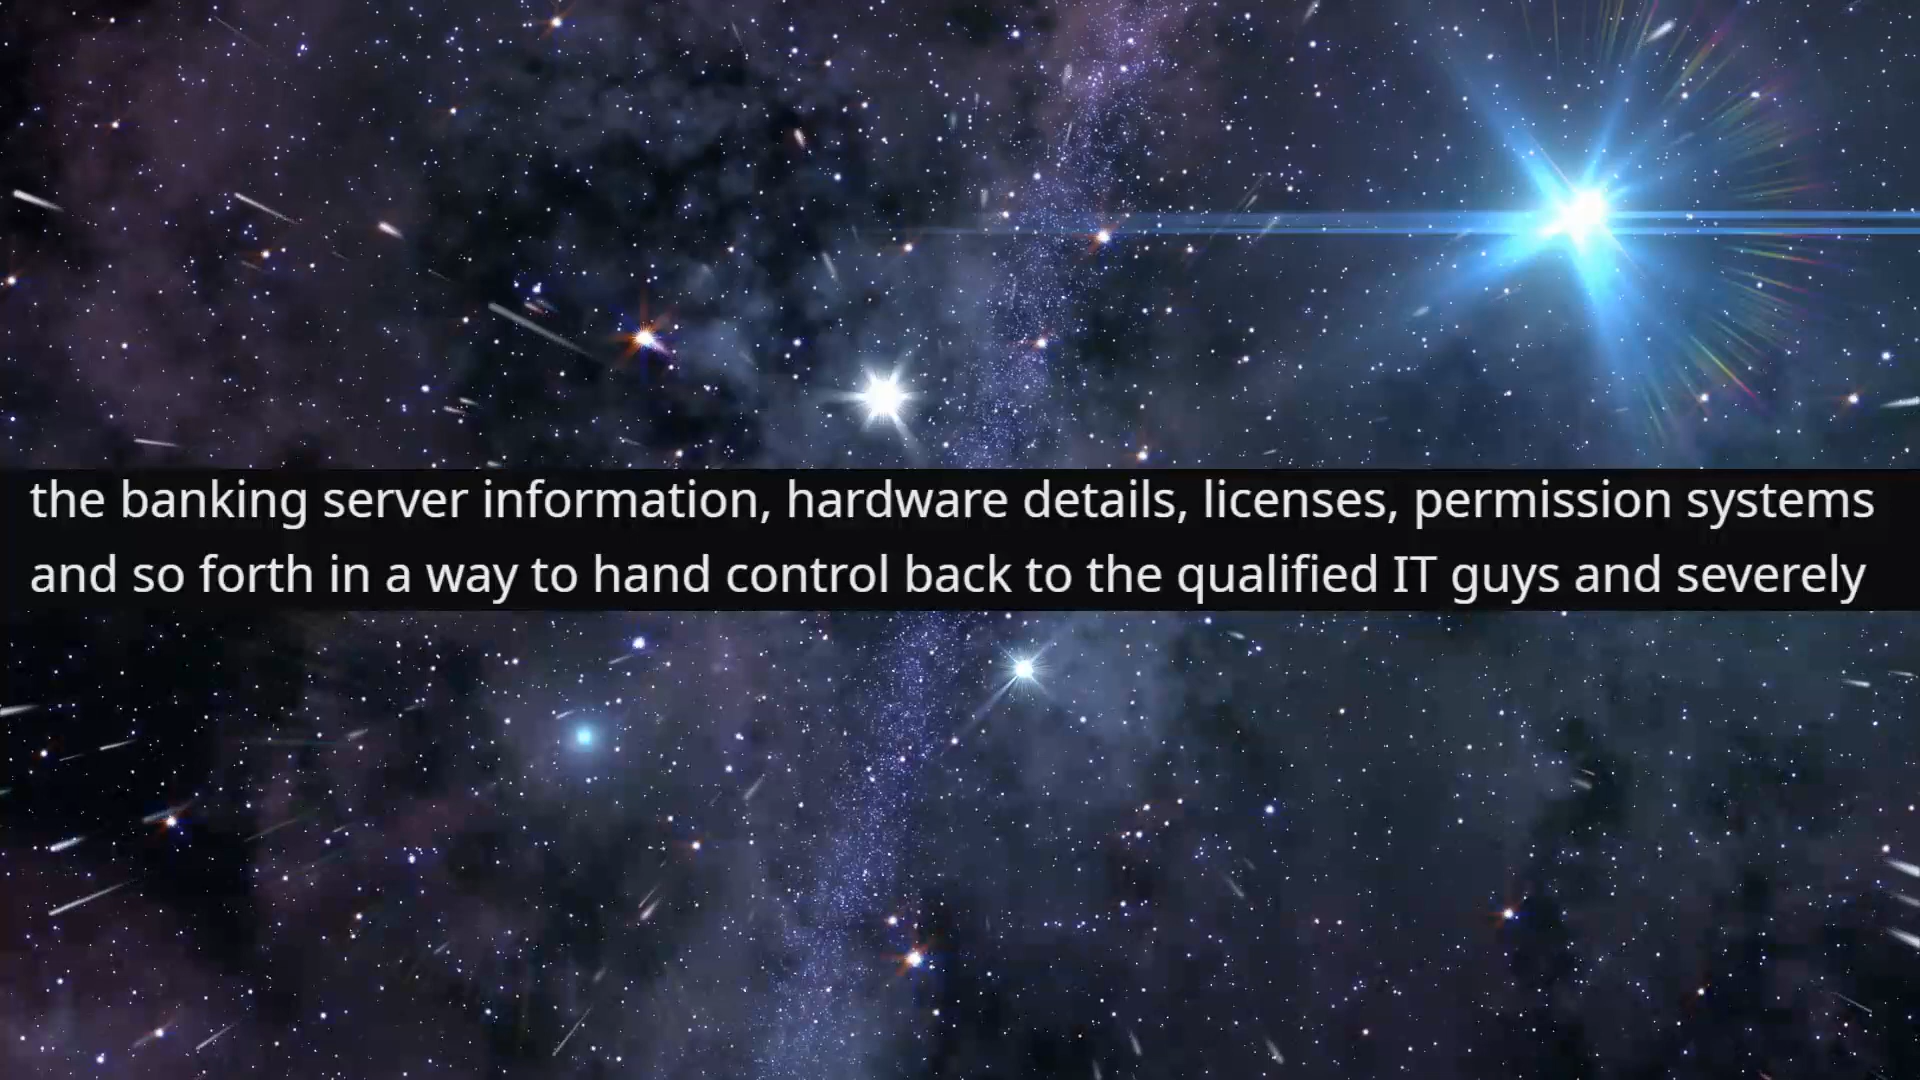 the banking server information, hardware details, licenses, permission systems
and so forth in a way to hand control back to the qualified IT guys and severely